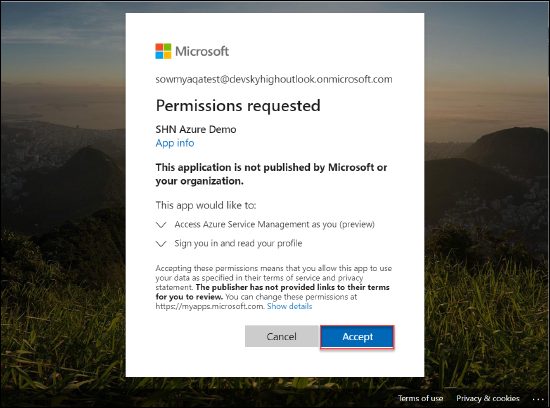 Microsoft
sowmyaqatest@devskyhighoutlook.onmicrosoft.com
Permissions requested
SHN Azure Demo
App info
This application is not published by Microsoft or
your organization.
This app would like to:
Access Azure Service Management as you (preview)
Sign you in and read your profile
Accepting these permissions means that you allow this app to use
your data as specified in their terms of service and privacy
statement. The publisher has not provided links to their terms
for you to review. You can change these permissions at
https://myapps.microsoft.com. Show details
Cancel Accept
Terms of use Privacy & cookies ...